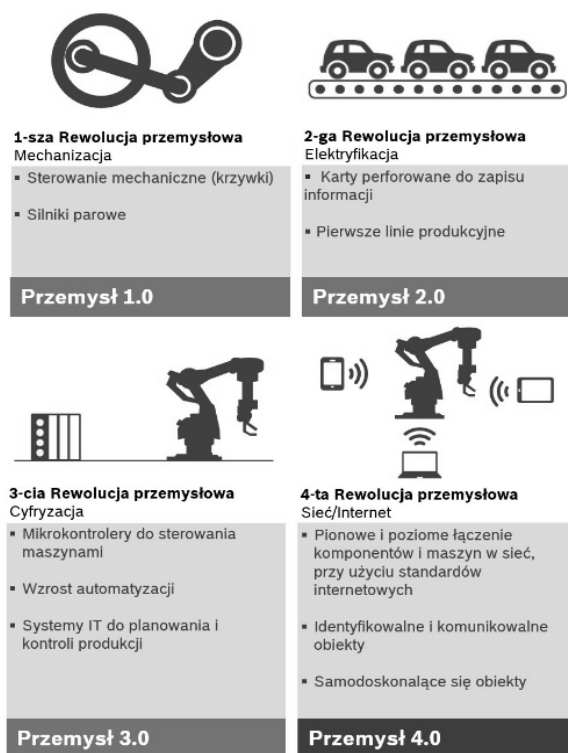 1-sza Rewolucja przemysłowa
Mechanizacja
▪ Sterowanie mechaniczne (krzywki)
▪ Silniki parowe
Przemysł 1.0
2-ga Rewolucja przemysłowa
Elektryfikacja
▪ Karty perforowane do zapisu
informacji
▪ Pierwsze linie produkcyjne
Przemysł 2.0
3-cia Rewolucja przemysłowa
Cyfryzacja
▪ Mikrokontrolery do sterowania
maszynami
▪ Wzrost automatyzacji
▪ Systemy IT do planowania i
kontroli produkcji
Przemysł 3.0
4-ta Rewolucja przemysłowa
Sieć/Internet
▪ Pionowe i poziome łączenie
komponentów i maszyn w sieć,
przy użyciu standardów
internetowych
▪ Identyfikowalne i komunikowalne
obiekty
▪ Samodoskonalące się obiekty
Przemysł 4.0